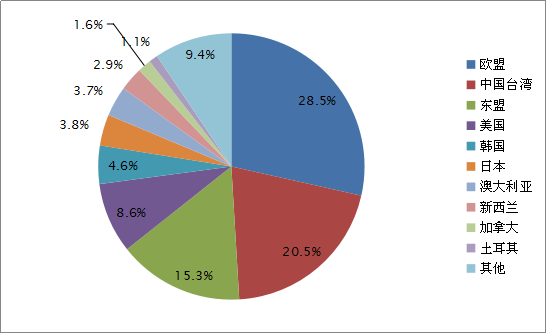 1.6%
1.1%
9.4%
2.9%
3.7%
3.8%
4.6%
8.6%
15.3%
20.5%
28.5%
欧盟
中国台湾
东盟
美国
韩国
日本
澳大利亚
新西兰
加拿大
土耳其
其他